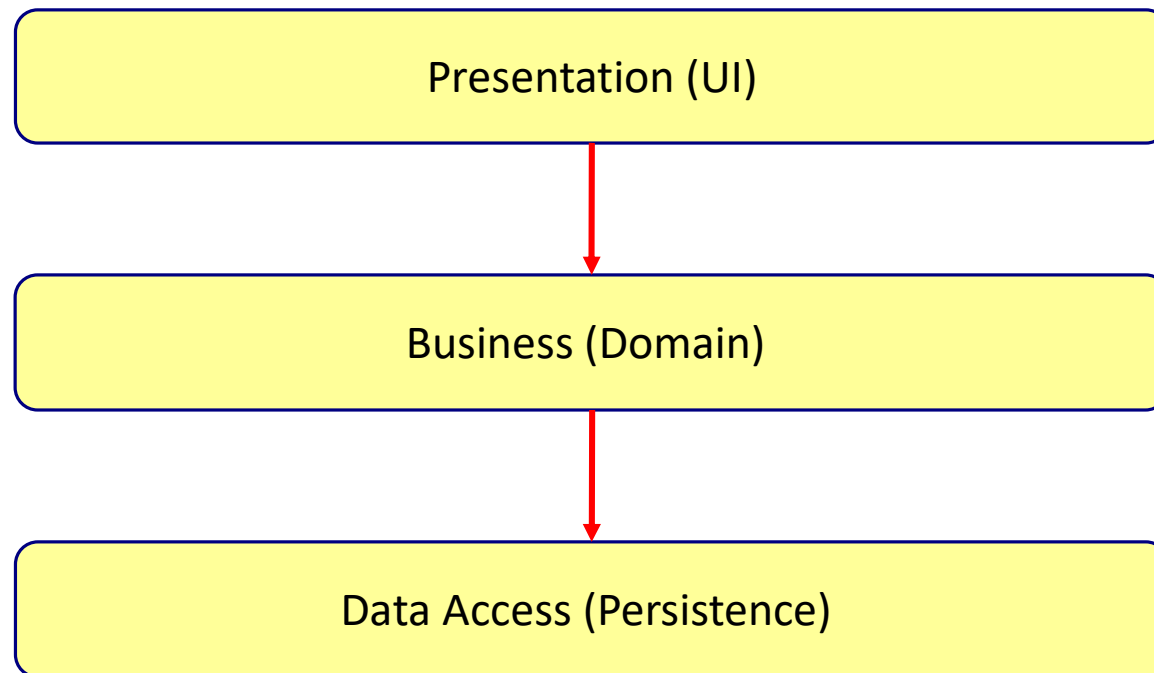 Presentation (UI)
Business (Domain)
Data Access (Persistence)